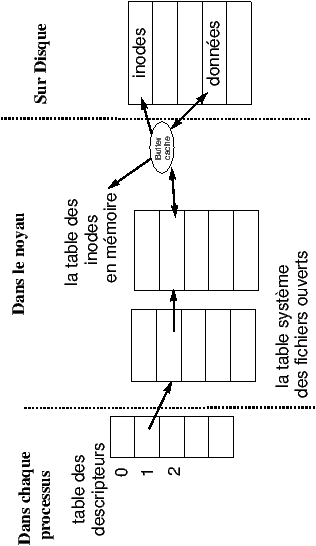 Dans chaque
processus
Dans le noyau
Sur Disque
table des
descripteurs
0
1
2
la table des
inodes
en mémoire
la table système
des fichiers ouverts
Buffer
cache
inodes
données